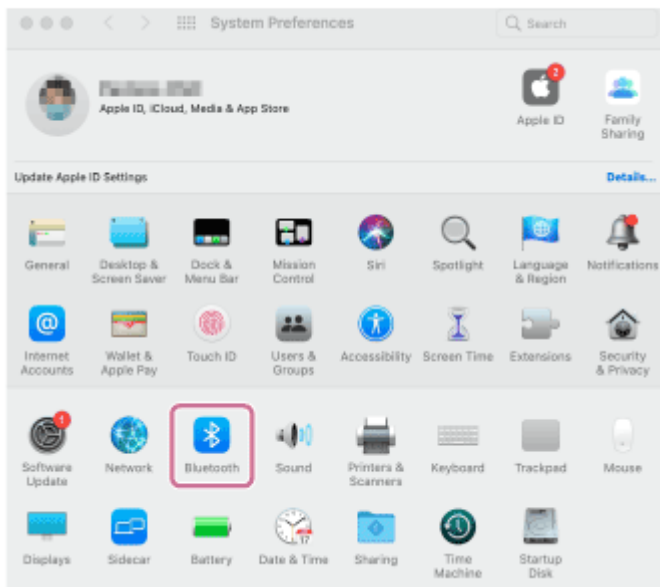 System Preferences
Search
2
Apple ID, iCloud, Media & App Store
Apple ID
Family
Sharing
Update Apple ID Settings
Details...
General
Desktop &
Screen Saver
Dock &
Menu Bar
Mission
Control
Siri
Spotlight
Language
& Region
Notifications
@
Internet
Accounts
Wallet &
Apple Pay
Touch ID
Users &
Groups
Accessibility
Screen Time
Extensions
Security
& Privacy
1
Software
Update
Network
Bluetooth
Sound
Printers &
Scanners
Keyboard
Trackpad
Mouse
17
Displays
Sidecar
Battery
Date & Time
Sharing
Time
Machine
Startup
Disk